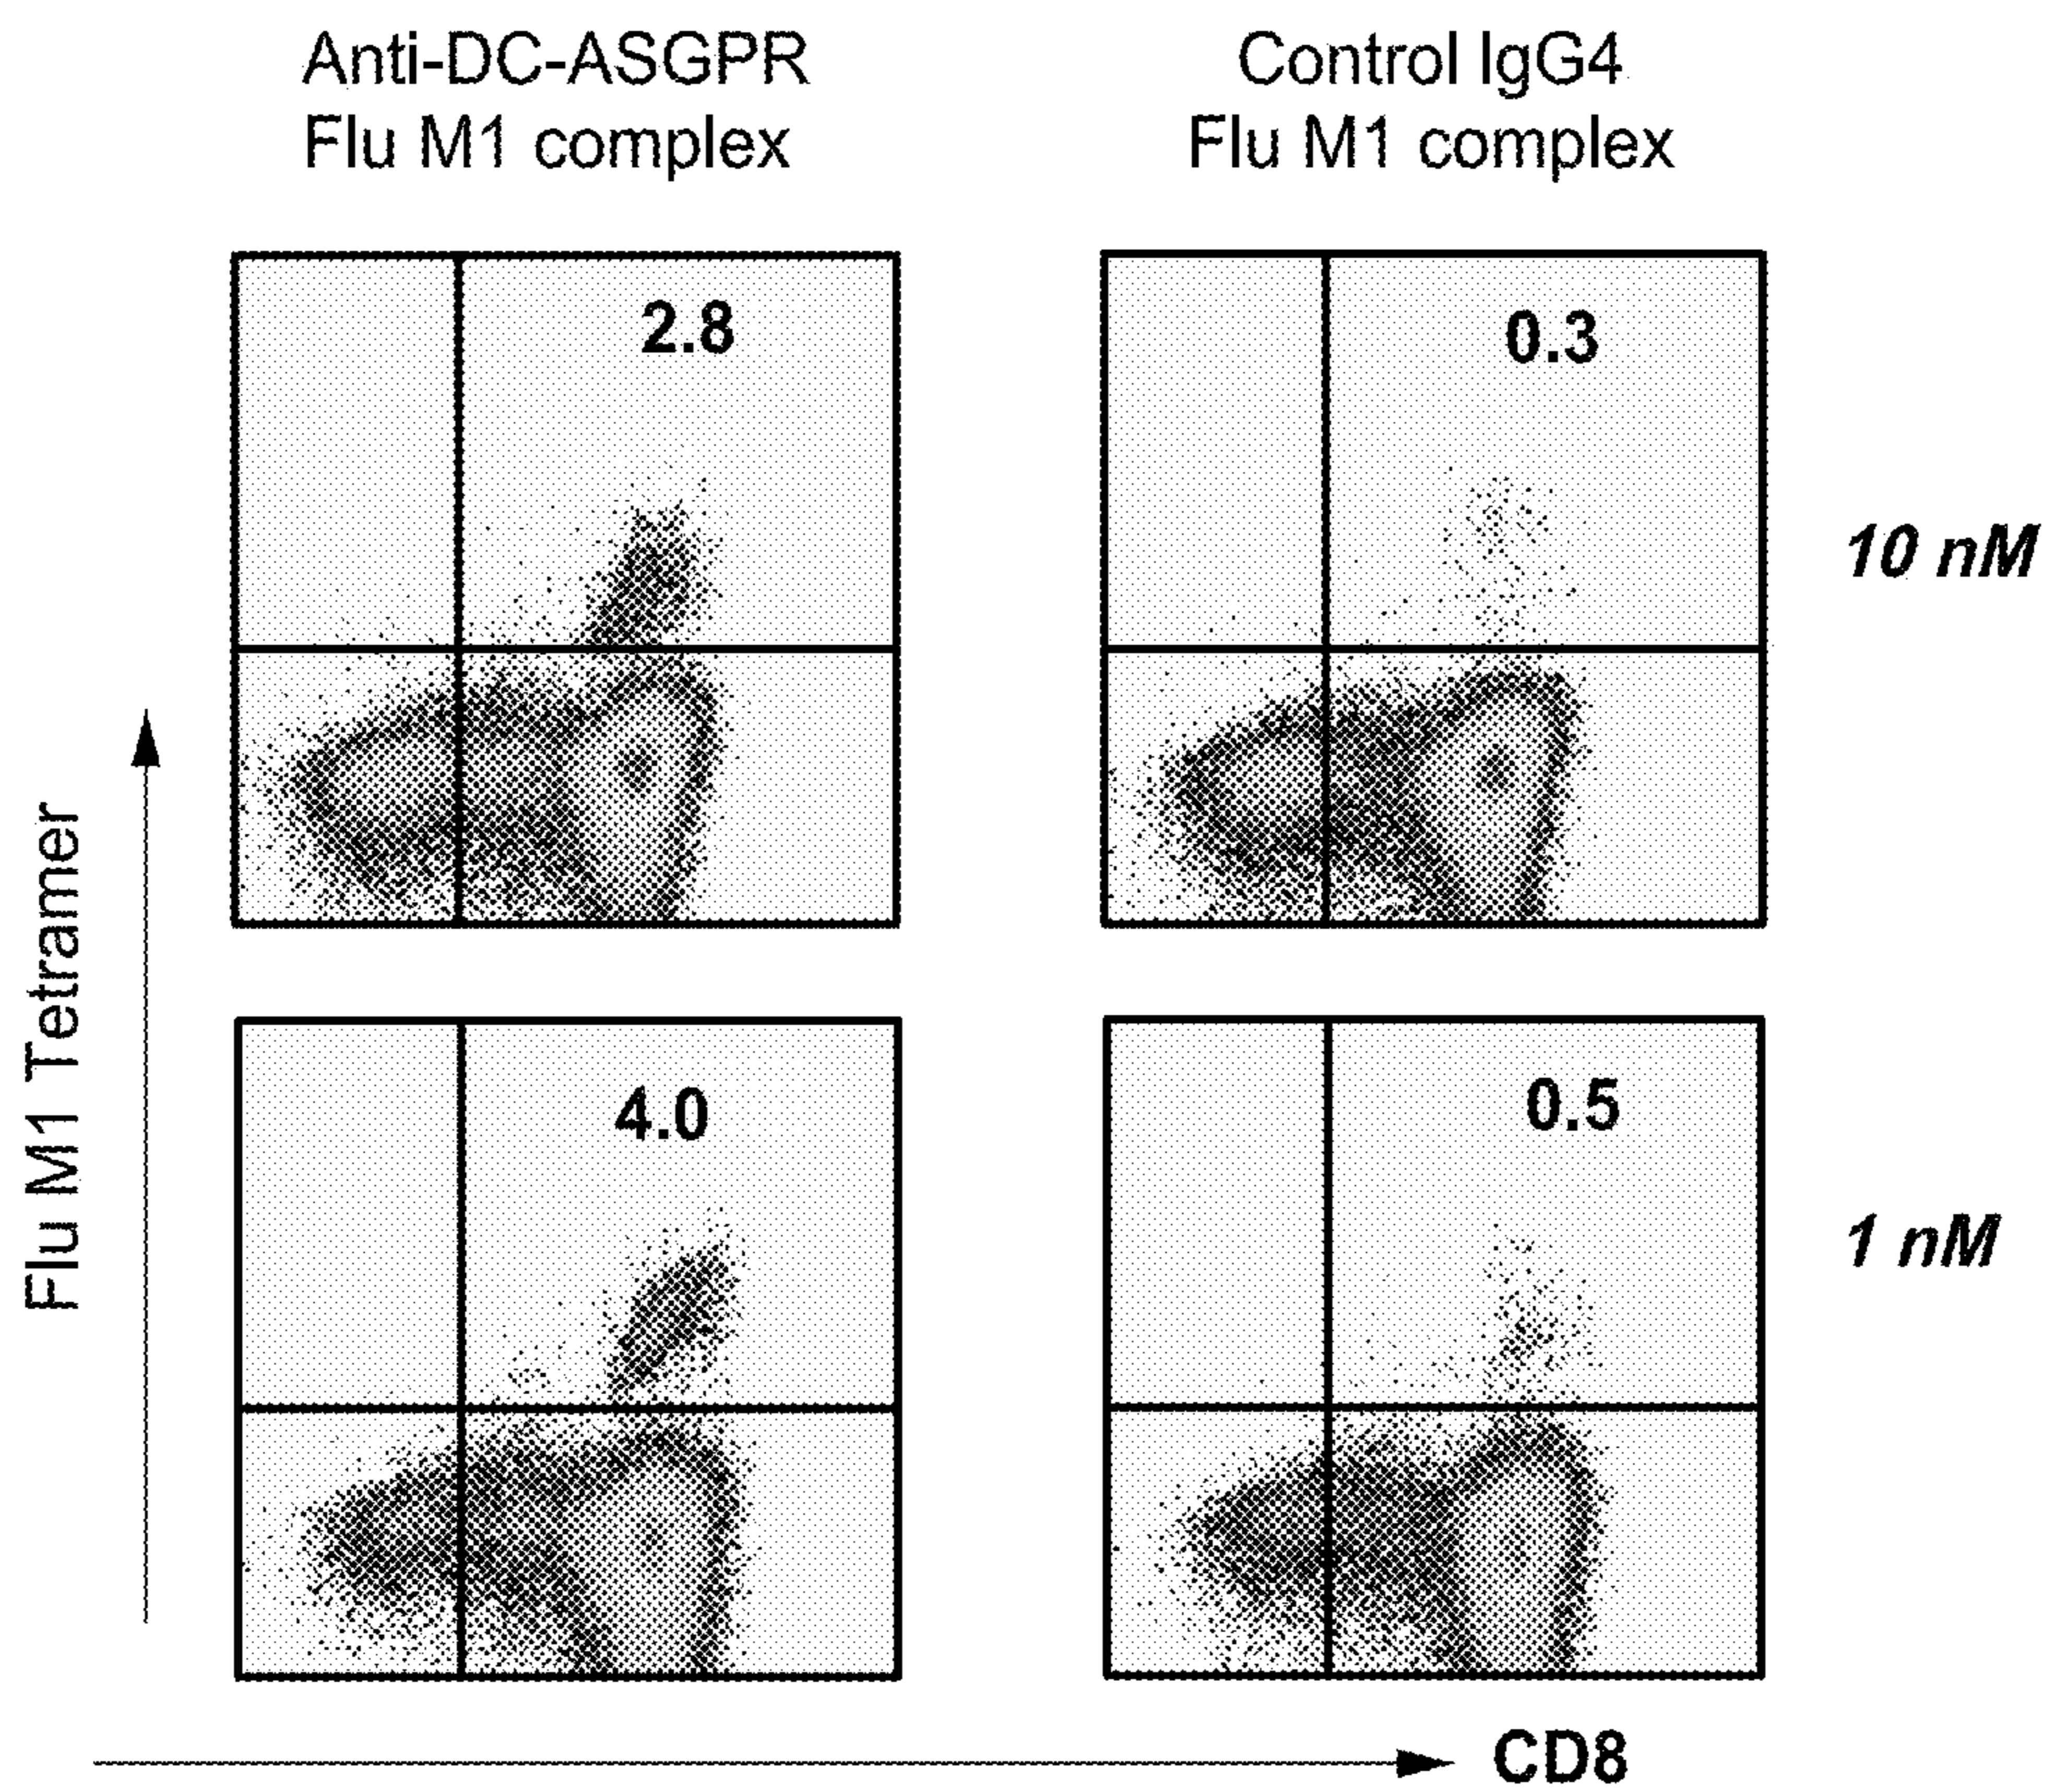 Anti-DC-ASGPR
Flu M1 complex
Control IgG4
Flu M1 complex
2.8
0.3
10 nM
4.0
0.5
1 nM
Flu M1 Tetramer
CD8